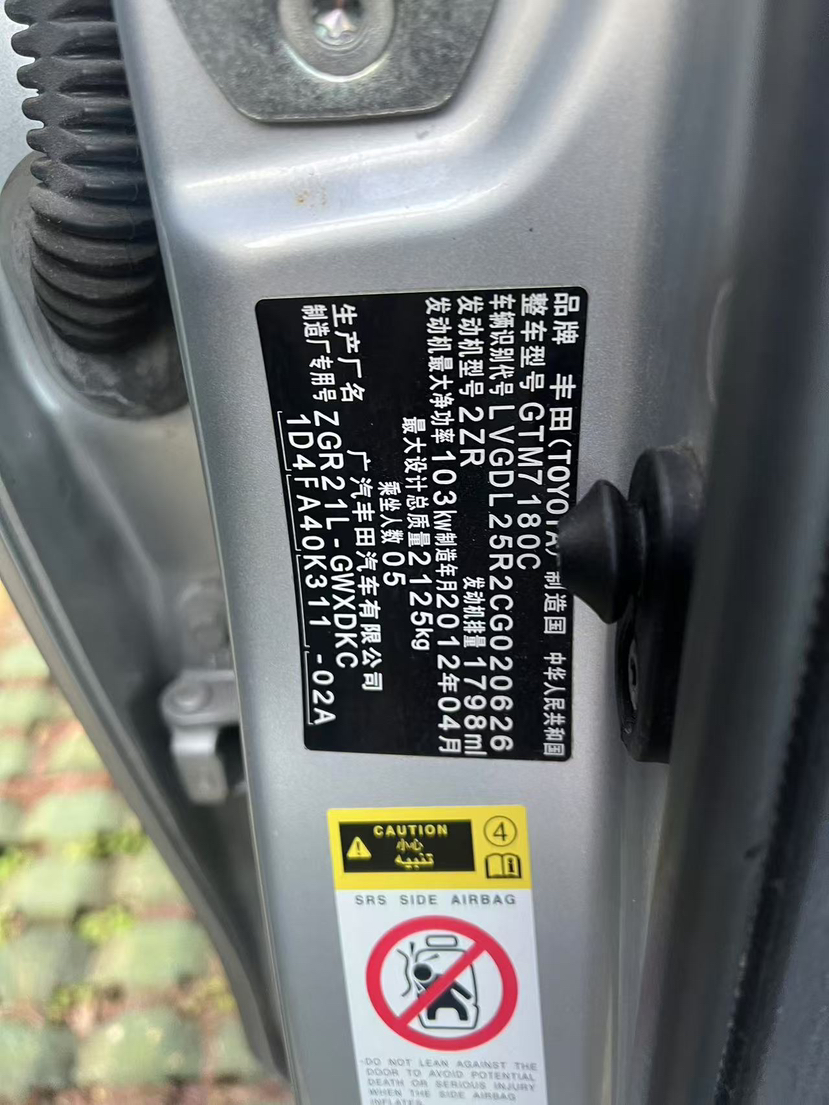 品牌 丰田(TOYOTA) 制造国 中华人民共和国
整车型号 GTM7180C
车辆识别代号 LVGDL25R2CG020626
发动机型号 2ZR 发动机排量 1798ml
发动机最大净功率 103kw 制造年月 2012年04月
最大设计总质量 2125kg
乘坐人数 05
生产厂名 广汽丰田汽车有限公司
制造厂专用号 ZGR21L-GWXDKC
1D4FA40K311-02A
CAUTION
小心
تنبيه
4
SRS SIDE AIRBAG
-DO NOT LEAN AGAINST THE
DOOR TO AVOID POTENTIAL
DEATH OR SERIOUS INJURY
WHEN THE SIDE AIRBAG
INFLATES